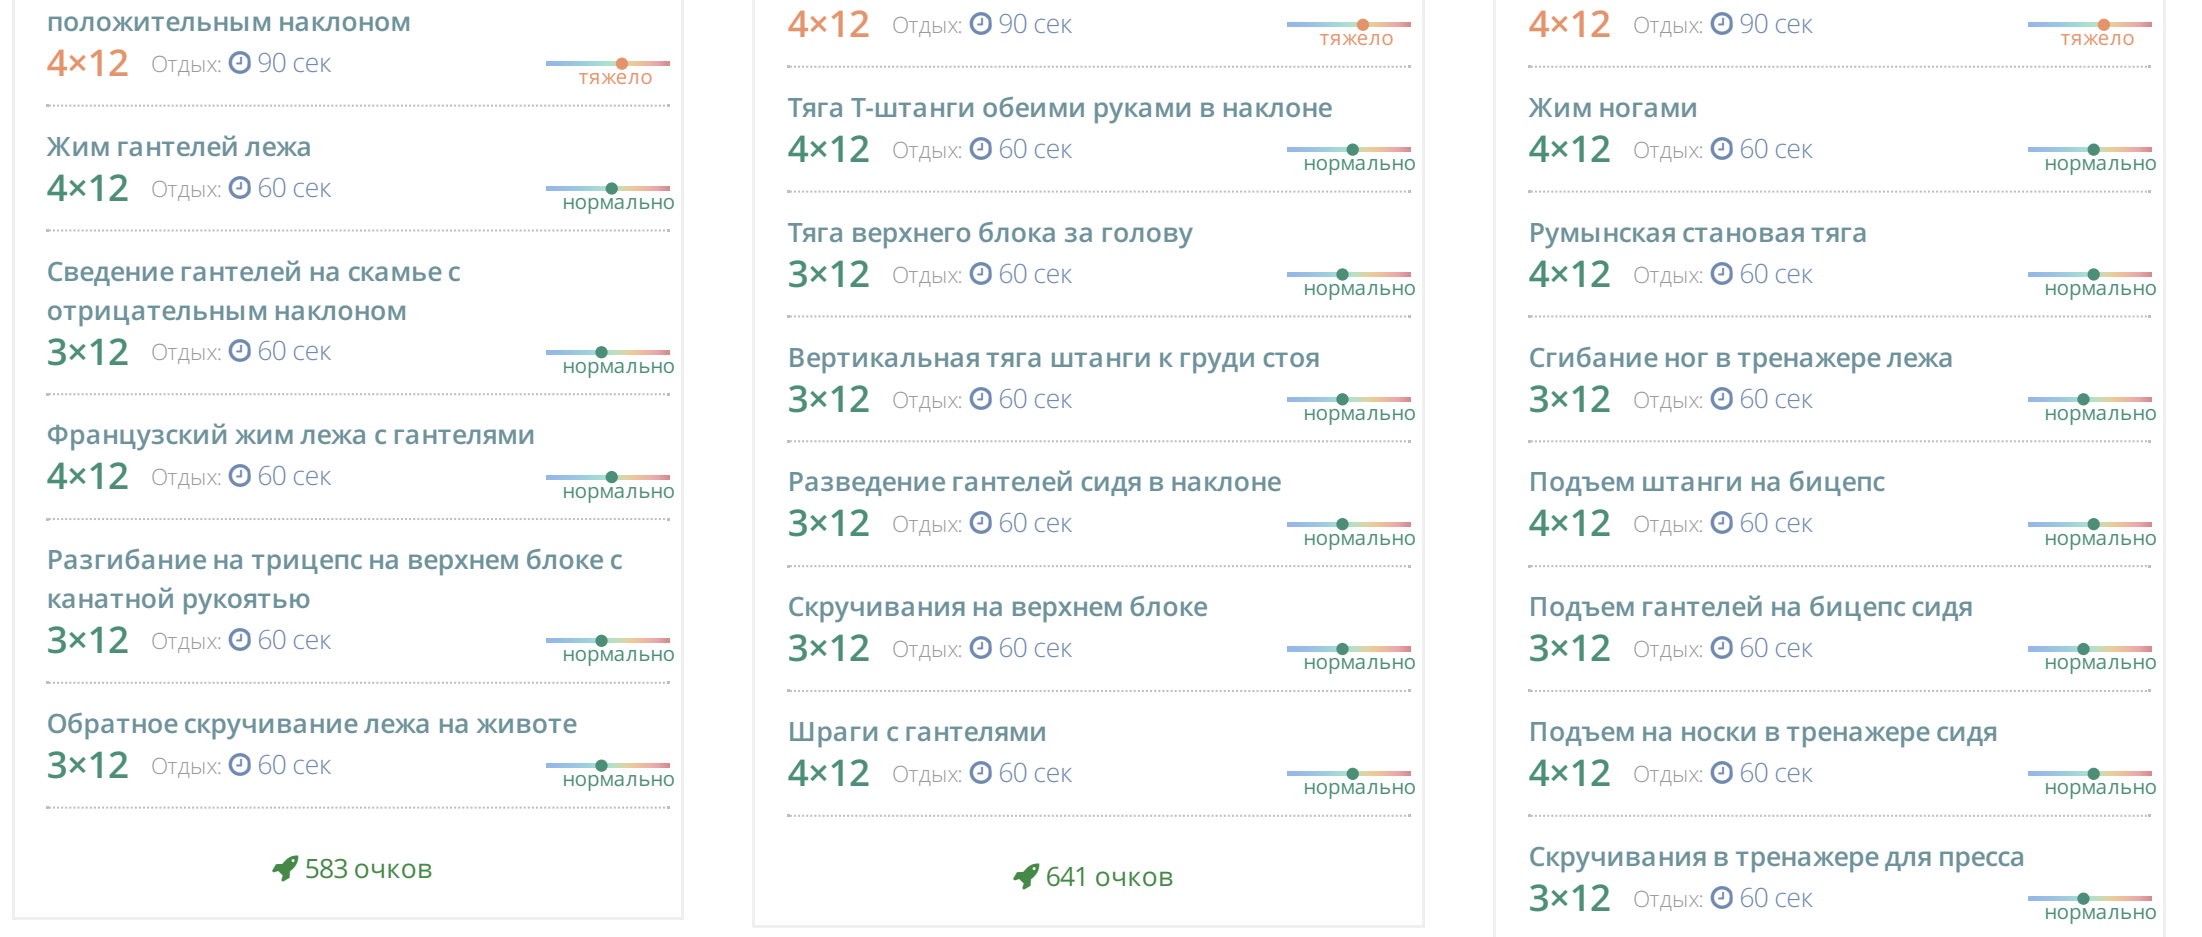 положительным наклоном
4×12 Отдых: 90 сек
тяжело
Жим гантелей лежа
4×12 Отдых: 60 сек
нормально
Сведение гантелей на скамье с
отрицательным наклоном
3×12 Отдых: 60 сек
нормально
Французский жим лежа с гантелями
4×12 Отдых: 60 сек
нормально
Разгибание на трицепс на верхнем блоке с
канатной рукоятью
3×12 Отдых: 60 сек
нормально
Обратное скручивание лежа на животе
3×12 Отдых: 60 сек
нормально
583 очков
4×12 Отдых: 90 сек
тяжело
Тяга Т-штанги обеими руками в наклоне
4×12 Отдых: 60 сек
нормально
Тяга верхнего блока за голову
3×12 Отдых: 60 сек
нормально
Вертикальная тяга штанги к груди стоя
3×12 Отдых: 60 сек
нормально
Разведение гантелей сидя в наклоне
3×12 Отдых: 60 сек
нормально
Скручивания на верхнем блоке
3×12 Отдых: 60 сек
нормально
Шраги с гантелями
4×12 Отдых: 60 сек
нормально
641 очков
4×12 Отдых: 90 сек
тяжело
Жим ногами
4×12 Отдых: 60 сек
нормально
Румынская становая тяга
4×12 Отдых: 60 сек
нормально
Сгибание ног в тренажере лежа
3×12 Отдых: 60 сек
нормально
Подъем штанги на бицепс
4×12 Отдых: 60 сек
нормально
Подъем гантелей на бицепс сидя
3×12 Отдых: 60 сек
нормально
Подъем на носки в тренажере сидя
4×12 Отдых: 60 сек
нормально
Скручивания в тренажере для пресса
3×12 Отдых: 60 сек
нормально